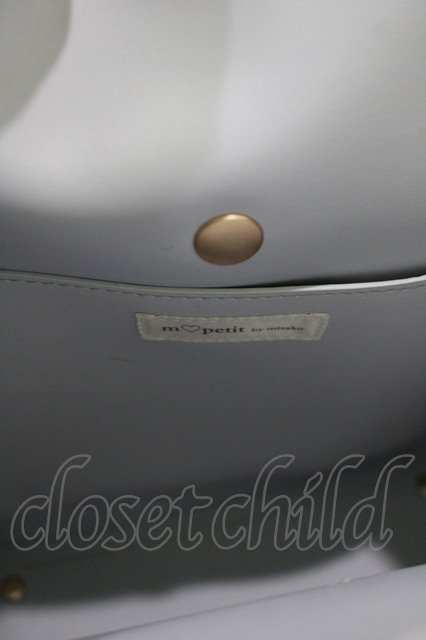 m♡petit by misako
closet child